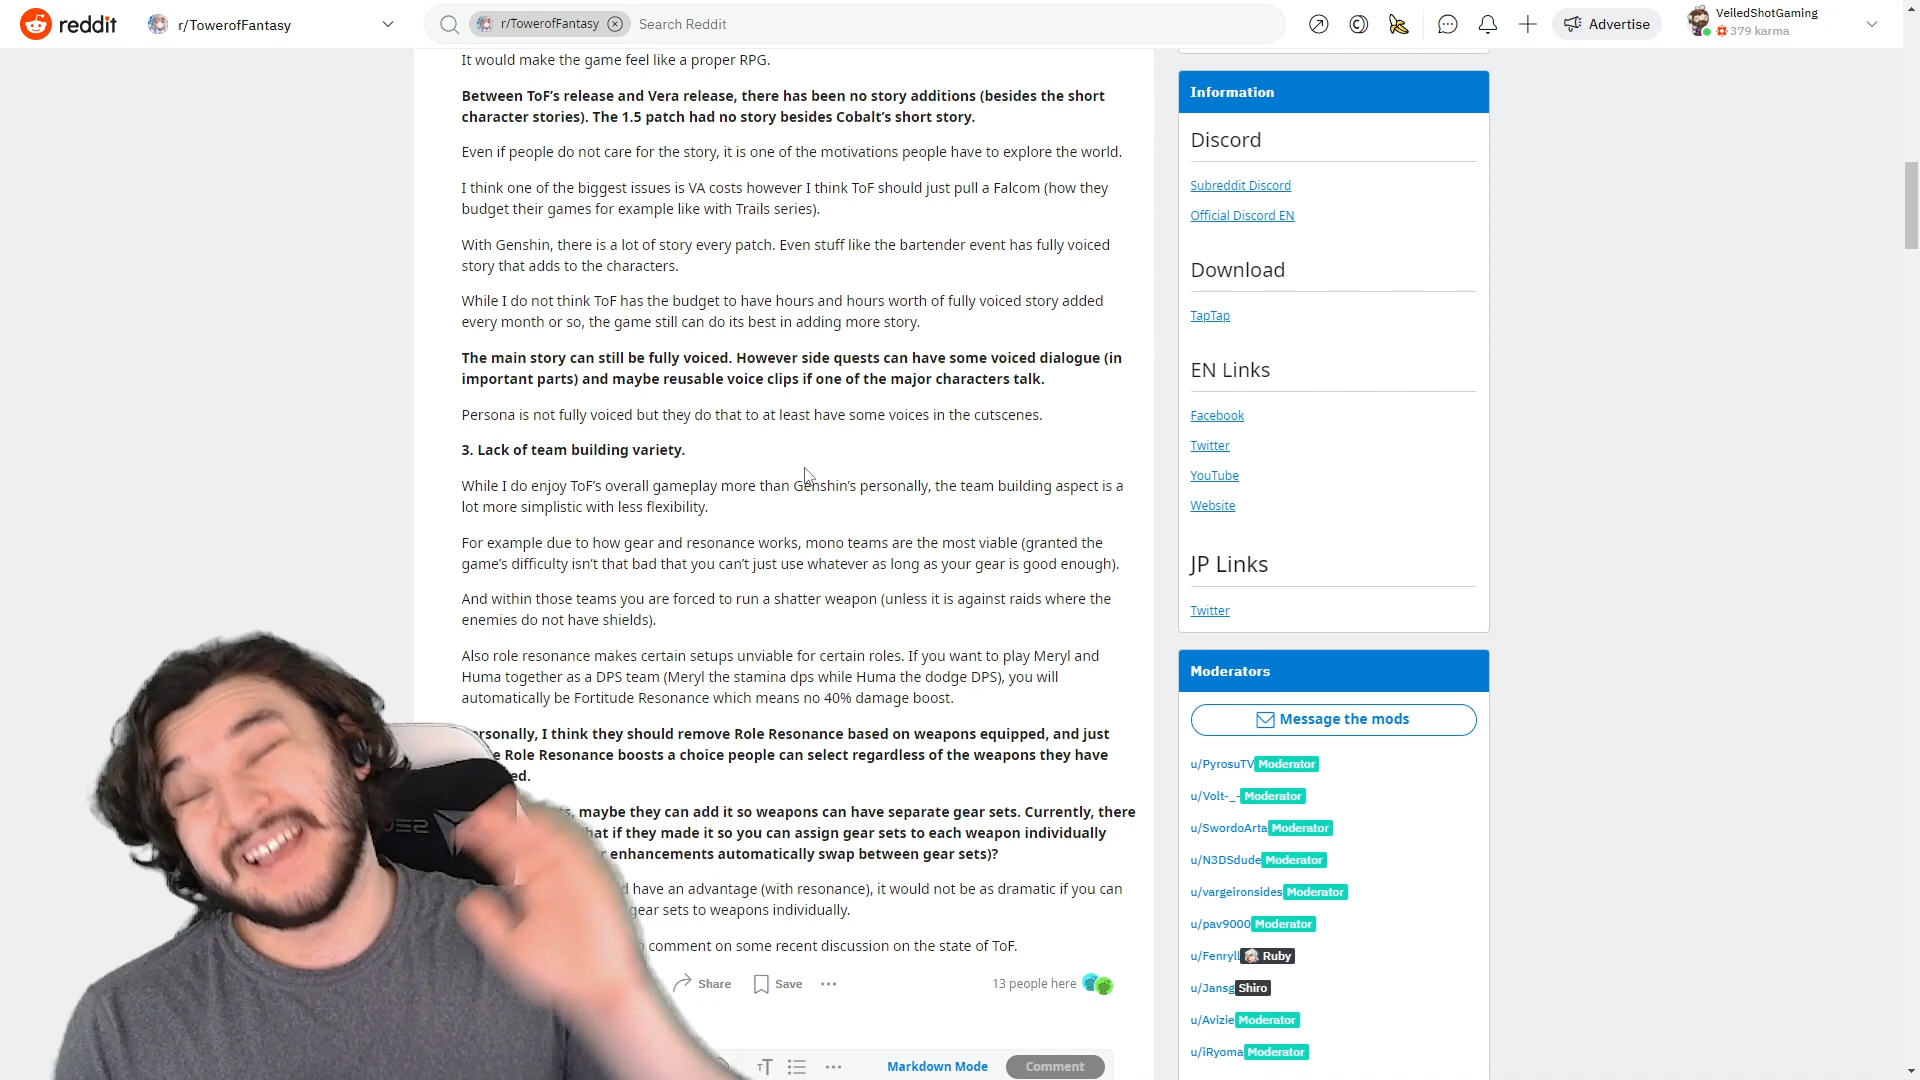 reddit
r/TowerofFantasy
r/TowerofFantasy
Search Reddit
Advertise
VeiledShotGaming
379 karma
It would make the game feel like a proper RPG.
Between ToF's release and Vera release, there has been no story additions (besides the short
character stories). The 1.5 patch had no story besides Cobalt's short story.
Even if people do not care for the story, it is one of the motivations people have to explore the world.
I think one of the biggest issues is VA costs however I think ToF should just pull a Falcom (how they
budget their games for example like with Trails series).
With Genshin, there is a lot of story every patch. Even stuff like the bartender event has fully voiced
story that adds to the characters.
While I do not think ToF has the budget to have hours and hours worth of fully voiced story added
every month or so, the game still can do its best in adding more story.
The main story can still be fully voiced. However side quests can have some voiced dialogue (in
important parts) and maybe reusable voice clips if one of the major characters talk.
Persona is not fully voiced but they do that to at least have some voices in the cutscenes.
3. Lack of team building variety.
While I do enjoy ToF's overall gameplay more than Genshin's personally, the team building aspect is a
lot more simplistic with less flexibility.
For example due to how gear and resonance works, mono teams are the most viable (granted the
game's difficulty isn't that bad that you can't just use whatever as long as your gear is good enough).
And within those teams you are forced to run a shatter weapon (unless it is against raids where the
enemies do not have shields).
Also role resonance makes certain setups unviable for certain roles. If you want to play Meryl and
Huma together as a DPS team (Meryl the stamina dps while Huma the dodge DPS), you will
automatically be Fortitude Resonance which means no 40% damage boost.
I think they should remove Role Resonance based on weapons equipped, and just
Role Resonance boosts a choice people can select regardless of the weapons they have
maybe they can add it so weapons can have separate gear sets. Currently, there
if they made it so you can assign gear sets to each weapon individually
enhancements automatically swap between gear sets)?
have an advantage (with resonance), it would not be as dramatic if you can
gear sets to weapons individually.
comment on some recent discussion on the state of ToF.
Share
Save
13 people here
Markdown Mode
Comment
Information
Discord
Subreddit Discord
Official Discord EN
Download
TapTap
EN Links
Facebook
Twitter
YouTube
Website
JP Links
Twitter
Moderators
Message the mods
u/PyrosuTV Moderator
u/Volt-_- Moderator
u/SwordoArta Moderator
u/N3DSdude Moderator
u/vargeironsides Moderator
u/pav9000 Moderator
u/Fenryll Ruby
u/Jansg Shiro
u/Avizie Moderator
u/iRyoma Moderator